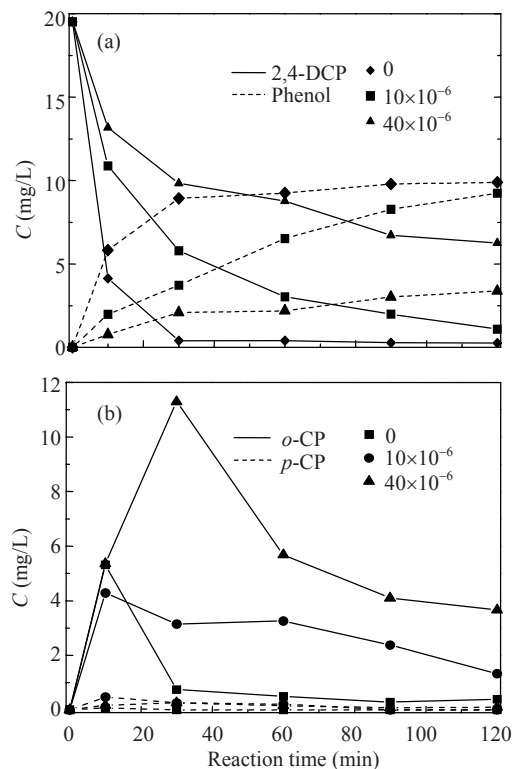 20
15
10
5
0
C (mg/L)
(a)
2,4-DCP
Phenol
0
10×10⁻⁶
40×10⁻⁶
12
10
8
6
4
2
0
C (mg/L)
(b)
o-CP
p-CP
0
10×10⁻⁶
40×10⁻⁶
0 20 40 60 80 100 120
Reaction time (min)